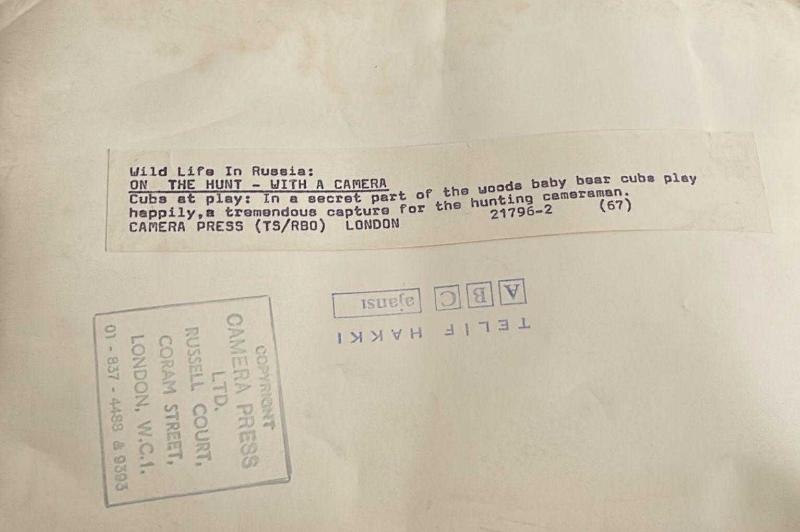 Wild Life In Russia:
ON THE HUNT - WITH A CAMERA
Cubs at play: In a secret part of the woods baby bear cubs play
happily,a tremendous capture for the hunting cameraman.
CAMERA PRESS (TS/RBO) LONDON 21796-2 (67)
TELIF HAKKI
A B C ajansı
COPYRIGHT
CAMERA PRESS
LTD.
RUSSELL COURT,
CORAM STREET,
LONDON, W.C.1.
01 - 837 - 4488 & 9393